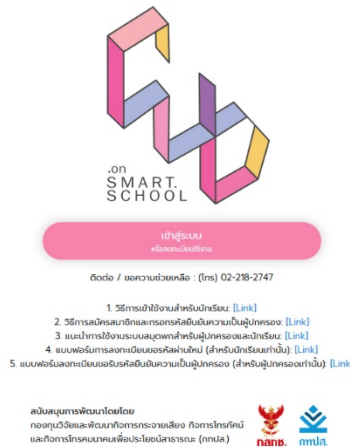 .on
SMART.
SCHOOL
เข้าสู่ระบบ
หรือลงทะเบียนใช้งาน
ติดต่อ / ขอความช่วยเหลือ : (โทร) 02-218-2747
1. วิธีการเข้าใช้งานสำหรับนักเรียน: [Link]
2. วิธีการสมัครสมาชิกและกรอกรหัสยืนยันความเป็นผู้ปกครอง: [Link]
3. แนะนำการใช้งานระบบสมุดพกสำหรับผู้ปกครองและนักเรียน: [Link]
4. แบบฟอร์มการลงทะเบียนขอรหัสผ่านใหม่ (สำหรับนักเรียนเท่านั้น): [Link]
5. แบบฟอร์มลงทะเบียนขอรับรหัสยืนยันความเป็นผู้ปกครอง (สำหรับผู้ปกครองเท่านั้น): [Link
สนับสนุนการพัฒนาโดยโดย
กองทุนวิจัยและพัฒนากิจการกระจายเสียง กิจการโทรทัศน์
และกิจการโทรคมนาคมเพื่อประโยชน์สาธารณะ (กทปส.)
กสทช.
กทปส.